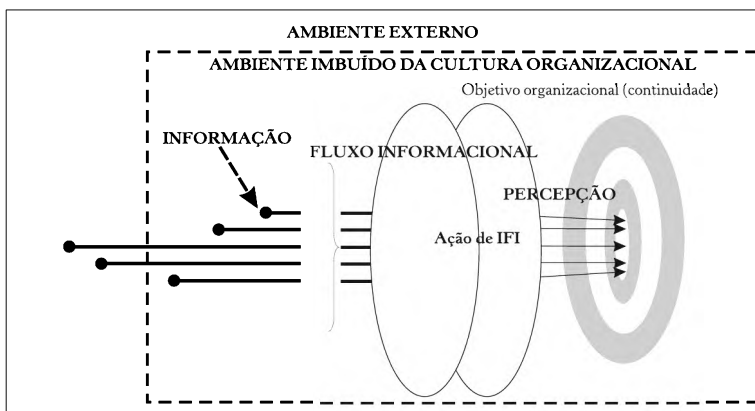 AMBIENTE EXTERNO
AMBIENTE IMBUÍDO DA CULTURA ORGANIZACIONAL
Objetivo organizacional (continuidade)
INFORMAÇÃO
FLUXO INFORMACIONAL
PERCEPÇÃO
Ação de IFI